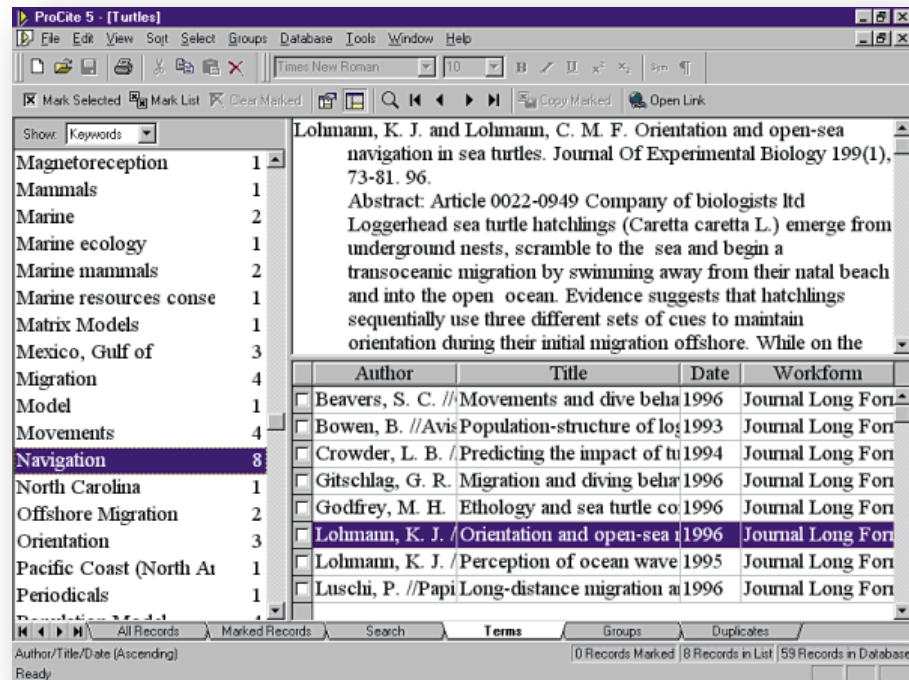 ProCite 5 - [Turtles]
File Edit View Sort Select Groups Database Tools Window Help
Times New Roman 10 B I U x² x₂ Sym ¶
Mark Selected Mark List Clear Marked Copy Marked Open Link
Show: Keywords
Magnetoreception 1
Mammals 1
Marine 2
Marine ecology 1
Marine mammals 2
Marine resources conse 1
Matrix Models 1
Mexico, Gulf of 3
Migration 4
Model 1
Movements 4
Navigation 8
North Carolina 1
Offshore Migration 2
Orientation 3
Pacific Coast (North Ar 1
Periodicals 1
Population Model
Lohmann, K. J. and Lohmann, C. M. F. Orientation and open-sea
navigation in sea turtles. Journal Of Experimental Biology 199(1),
73-81. 96.
Abstract: Article 0022-0949 Company of biologists ltd
Loggerhead sea turtle hatchlings (Caretta caretta L.) emerge from
underground nests, scramble to the sea and begin a
transoceanic migration by swimming away from their natal beach
and into the open ocean. Evidence suggests that hatchlings
sequentially use three different sets of cues to maintain
orientation during their initial migration offshore. While on the
Author Title Date Workform
Beavers, S. C. // Movements and dive beha 1996 Journal Long Forn
Bowen, B. //Avis Population-structure of log 1993 Journal Long Forn
Crowder, L. B. / Predicting the impact of tu 1994 Journal Long Forn
Gitschlag, G. R. Migration and diving behav 1996 Journal Long Forn
Godfrey, M. H. Ethology and sea turtle co 1996 Journal Long Forn
Lohmann, K. J. / Orientation and open-sea 1996 Journal Long Forn
Lohmann, K. J. / Perception of ocean wave 1995 Journal Long Forn
Luschi, P. //Papi Long-distance migration a 1996 Journal Long Forn
All Records Marked Records Search Terms Groups Duplicates
Author/Title/Date (Ascending) 0 Records Marked 8 Records in List 59 Records in Database
Ready